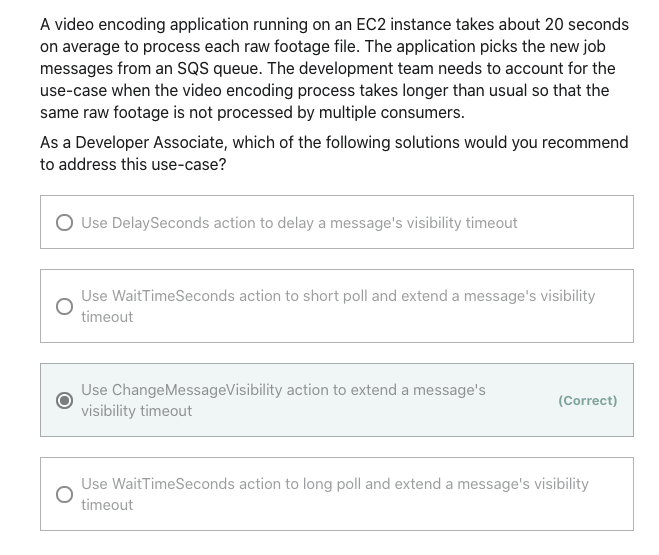 A video encoding application running on an EC2 instance takes about 20 seconds
on average to process each raw footage file. The application picks the new job
messages from an SQS queue. The development team needs to account for the
use-case when the video encoding process takes longer than usual so that the
same raw footage is not processed by multiple consumers.
As a Developer Associate, which of the following solutions would you recommend
to address this use-case?
Use DelaySeconds action to delay a message's visibility timeout
Use WaitTimeSeconds action to short poll and extend a message's visibility
timeout
Use ChangeMessageVisibility action to extend a message's
visibility timeout
(Correct)
Use WaitTimeSeconds action to long poll and extend a message's visibility
timeout